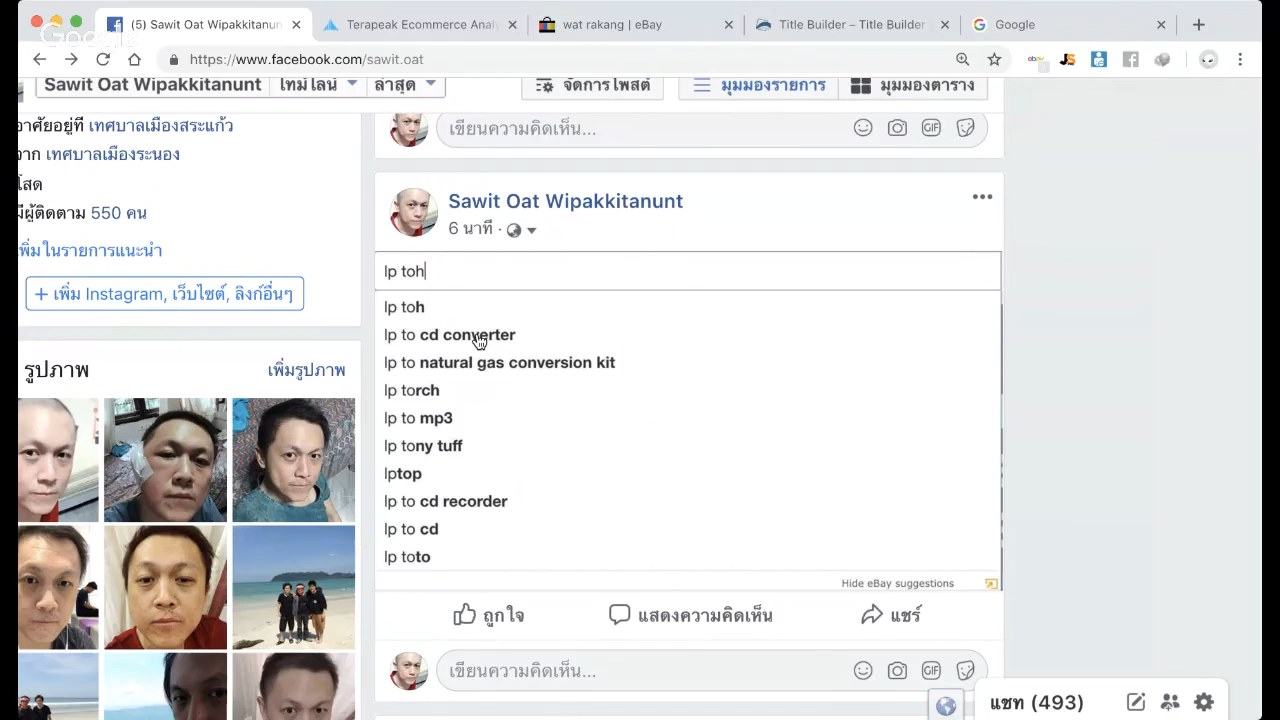 (5) Sawit Oat Wipakkitanun
Terapeak Ecommerce Anal
wat rakang | eBay
Title Builder – Title Builder
Google
https://www.facebook.com/sawit.oat
Sawit Oat Wipakkitanunt
ไทม์ไลน์
ล่าสุด
จัดการโพสต์
มุมมองรายการ
มุมมองตาราง
อาศัยอยู่ที่ เทศบาลเมืองสระแก้ว
จาก เทศบาลเมืองระนอง
โสด
มีผู้ติดตาม 550 คน
เพิ่มในรายการแนะนำ
+ เพิ่ม Instagram, เว็บไซต์, ลิงก์อื่นๆ
รูปภาพ
เพิ่มรูปภาพ
เขียนความคิดเห็น...
GIF
Sawit Oat Wipakkitanunt
6 นาที ·
lp toh
lp toh
lp to cd converter
lp to natural gas conversion kit
lp torch
lp to mp3
lp tony tuff
lptop
lp to cd recorder
lp to cd
lp toto
Hide eBay suggestions
ถูกใจ
แสดงความคิดเห็น
แชร์
เขียนความคิดเห็น...
GIF
แชท (493)